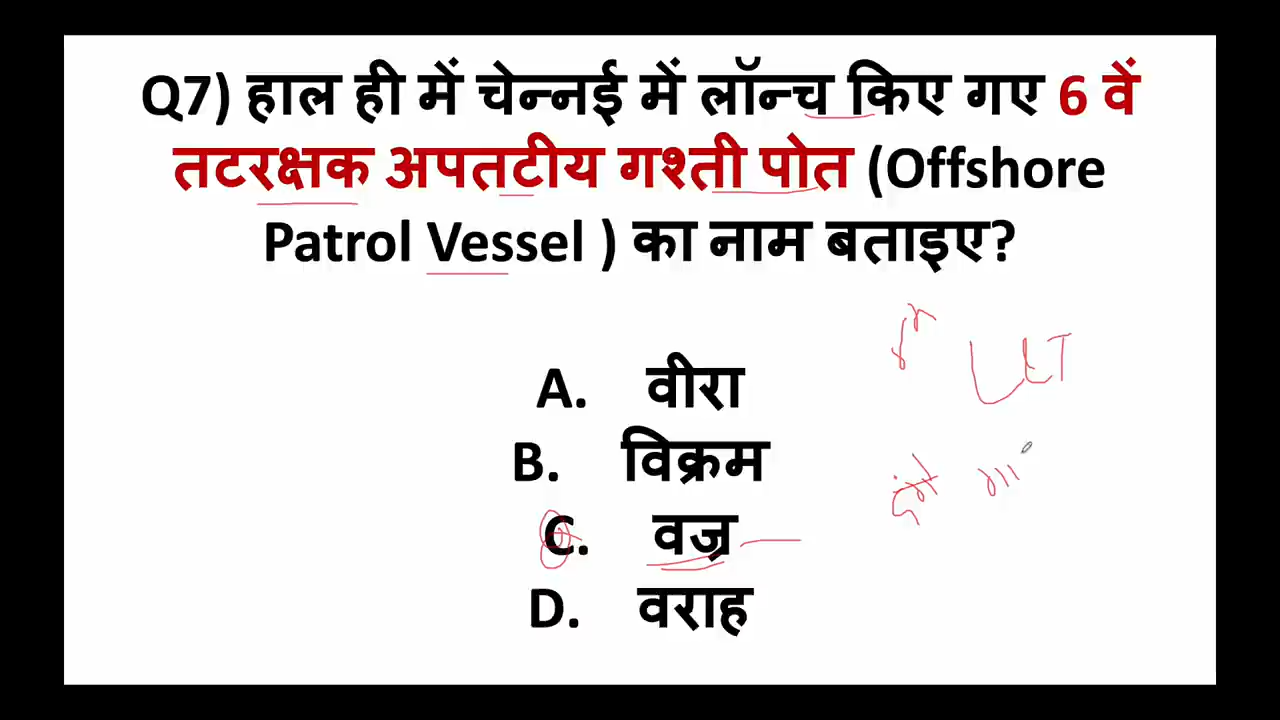 Q7) हाल ही में चेन्नई में लॉन्च किए गए 6 वें
तटरक्षक अपतटीय गश्ती पोत (Offshore
Patrol Vessel ) का नाम बताइए?
A. वीरा
B. विक्रम
C. वज्र
D. वराह